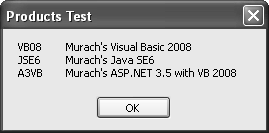 Products Test
VB08 Murach's Visual Basic 2008
JSE6 Murach's Java SE6
A3VB Murach's ASP.NET 3.5 with VB 2008
OK